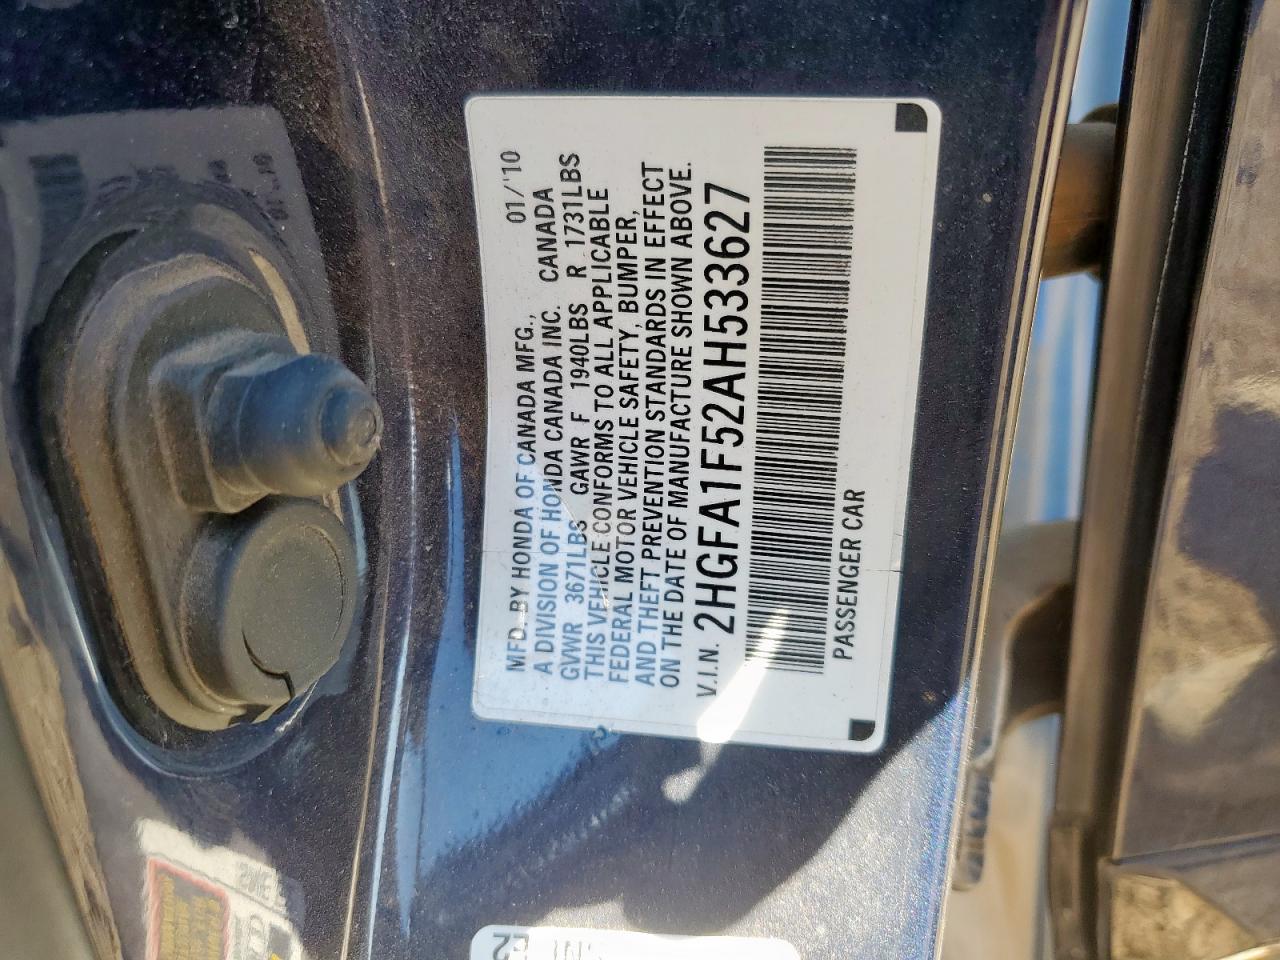 MFD. BY HONDA OF CANADA MFG., 01/'10
A DIVISION OF HONDA CANADA INC. CANADA
GVWR 3671LBS GAWR F 1940LBS R 1731LBS
THIS VEHICLE CONFORMS TO ALL APPLICABLE
FEDERAL MOTOR VEHICLE SAFETY, BUMPER,
AND THEFT PREVENTION STANDARDS IN EFFECT
ON THE DATE OF MANUFACTURE SHOWN ABOVE.
V.I.N. 2HGFA1F52AH533627
PASSENGER CAR